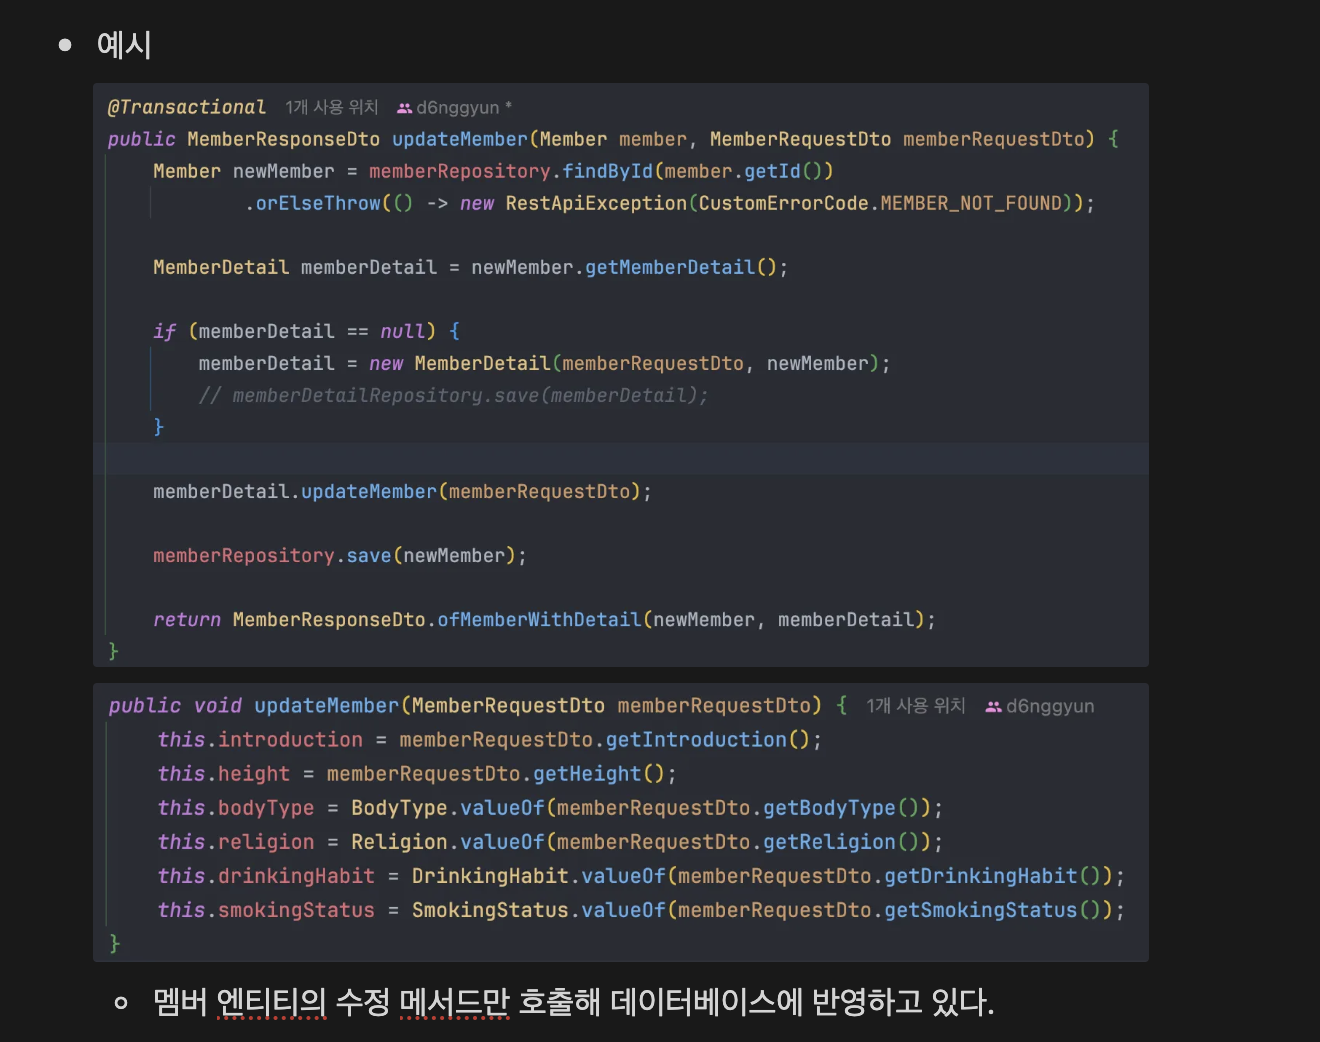 • 예시
@Transactional 1개 사용 위치 d6nggyun *
public MemberResponseDto updateMember(Member member, MemberRequestDto memberRequestDto) {
Member newMember = memberRepository.findById(member.getId())
.orElseThrow(() -> new RestApiException(CustomErrorCode.MEMBER_NOT_FOUND));
MemberDetail memberDetail = newMember.getMemberDetail();
if (memberDetail == null) {
memberDetail = new MemberDetail(memberRequestDto, newMember);
// memberDetailRepository.save(memberDetail);
}
memberDetail.updateMember(memberRequestDto);
memberRepository.save(newMember);
return MemberResponseDto.ofMemberWithDetail(newMember, memberDetail);
}
public void updateMember(MemberRequestDto memberRequestDto) { 1개 사용 위치 d6nggyun
this.introduction = memberRequestDto.getIntroduction();
this.height = memberRequestDto.getHeight();
this.bodyType = BodyType.valueOf(memberRequestDto.getBodyType());
this.religion = Religion.valueOf(memberRequestDto.getReligion());
this.drinkingHabit = DrinkingHabit.valueOf(memberRequestDto.getDrinkingHabit());
this.smokingStatus = SmokingStatus.valueOf(memberRequestDto.getSmokingStatus());
}
◦ 멤버 엔티티의 수정 메서드만 호출해 데이터베이스에 반영하고 있다.